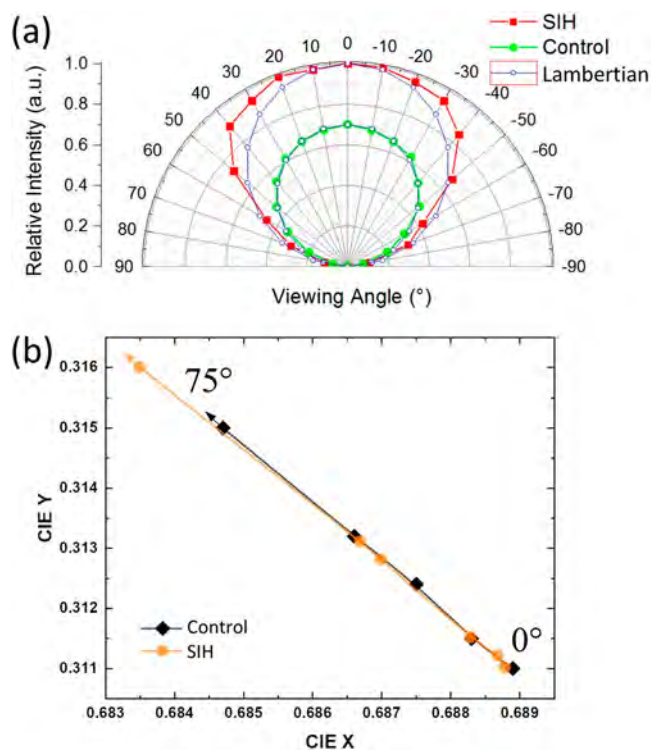 (a)
SIH
Control
Lambertian
Relative Intensity (a.u.)
1.0
0.8
0.6
0.4
0.2
0.0
90
80
70
60
50
40
30
20
10
0
-10
-20
-30
-40
-50
-60
-70
-80
-90
Viewing Angle (°)
(b)
CIE Y
0.316
0.315
0.314
0.313
0.312
0.311
75°
0°
Control
SIH
0.683 0.684 0.685 0.686 0.687 0.688 0.689
CIE X